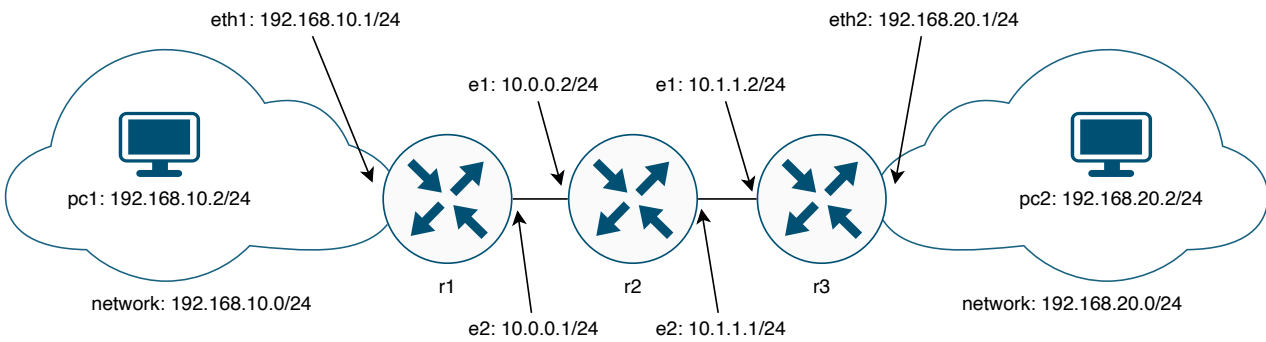 eth1: 192.168.10.1/24
eth2: 192.168.20.1/24
e1: 10.0.0.2/24
e1: 10.1.1.2/24
pc1: 192.168.10.2/24
pc2: 192.168.20.2/24
r1
r2
r3
network: 192.168.10.0/24
network: 192.168.20.0/24
e2: 10.0.0.1/24
e2: 10.1.1.1/24